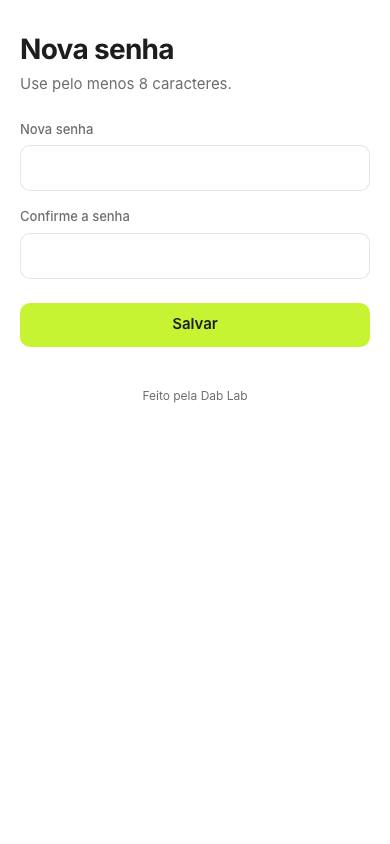 Nova senha
Use pelo menos 8 caracteres.
Nova senha
Confirme a senha
Salvar
Feito pela Dab Lab